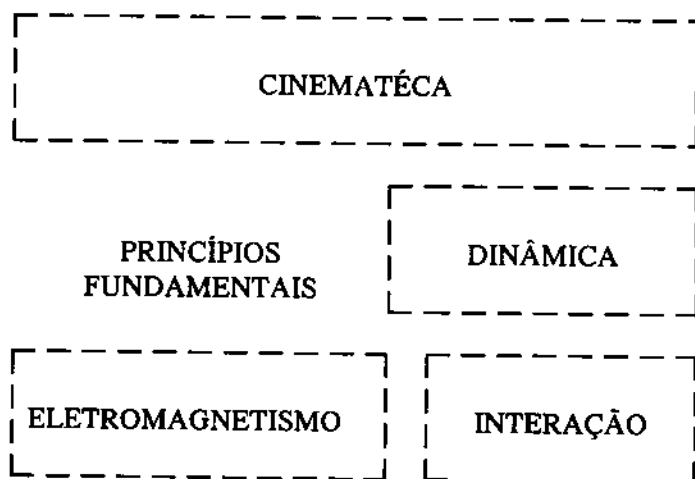 CINEMATÉCA
PRINCÍPIOS
FUNDAMENTAIS
DINÂMICA
ELETROMAGNETISMO
INTERAÇÃO